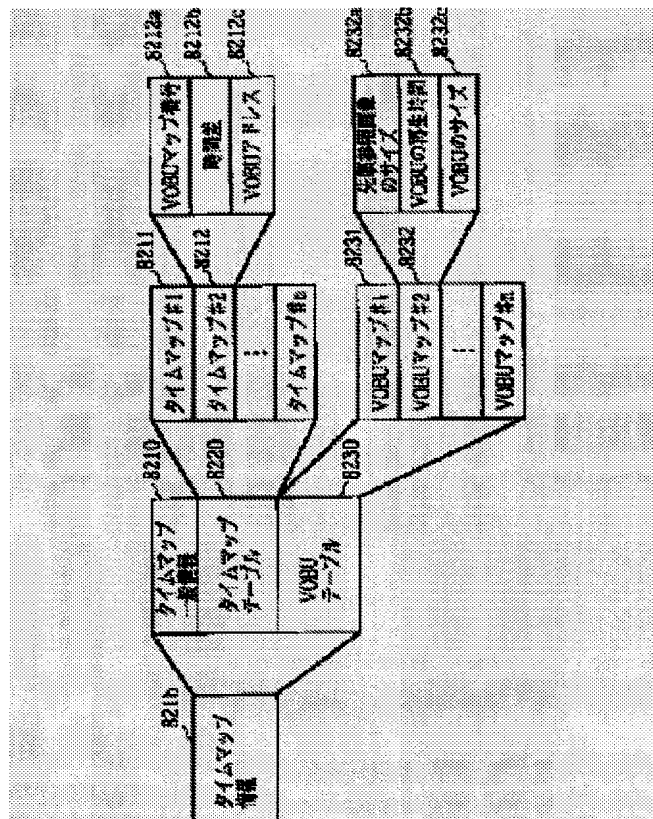 821b
タイムマップ
情報
8210
タイムマップ
一般情報
8220
タイムマップ
テーブル
8230
VOBU
テーブル
8211
タイムマップ#1
8212
タイムマップ#2
⋮
タイムマップ#n
8212a
VOBUマップ番号
8212b
時間差
8212c
VOBUアドレス
8231
VOBUマップ#1
8232
VOBUマップ#2
⋮
VOBUマップ#n
8232a
先頭参照画像
のサイズ
8232b
VOBUの再生時間
8232c
VOBUのサイズ